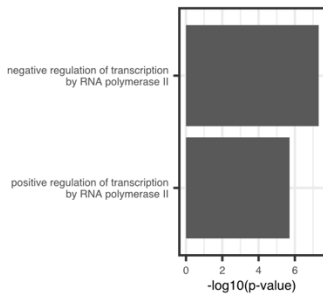 negative regulation of transcription
by RNA polymerase II
positive regulation of transcription
by RNA polymerase II
0 2 4 6
-log10(p-value)